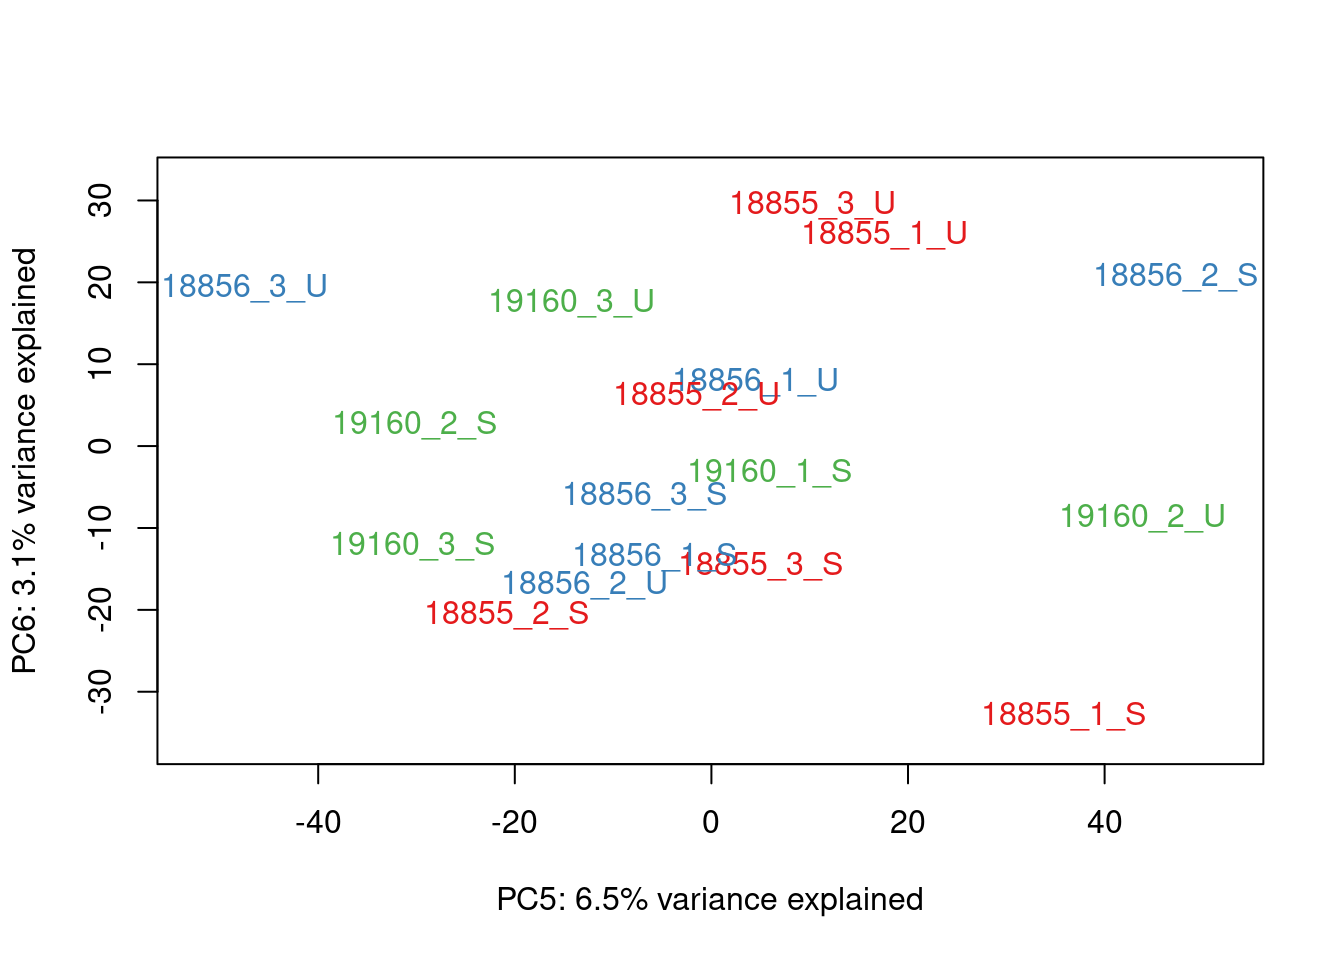 30
20
10
0
-10
-20
-30
PC6: 3.1% variance explained
18855_3_U
18855_1_U
18856_2_S
18856_3_U
19160_3_U
18856_1_U
18855_2_U
19160_2_S
19160_1_S
18856_3_S
19160_2_U
19160_3_S
18856_1_S
18855_3_S
18856_2_U
18855_2_S
18855_1_S
-40 -20 0 20 40
PC5: 6.5% variance explained